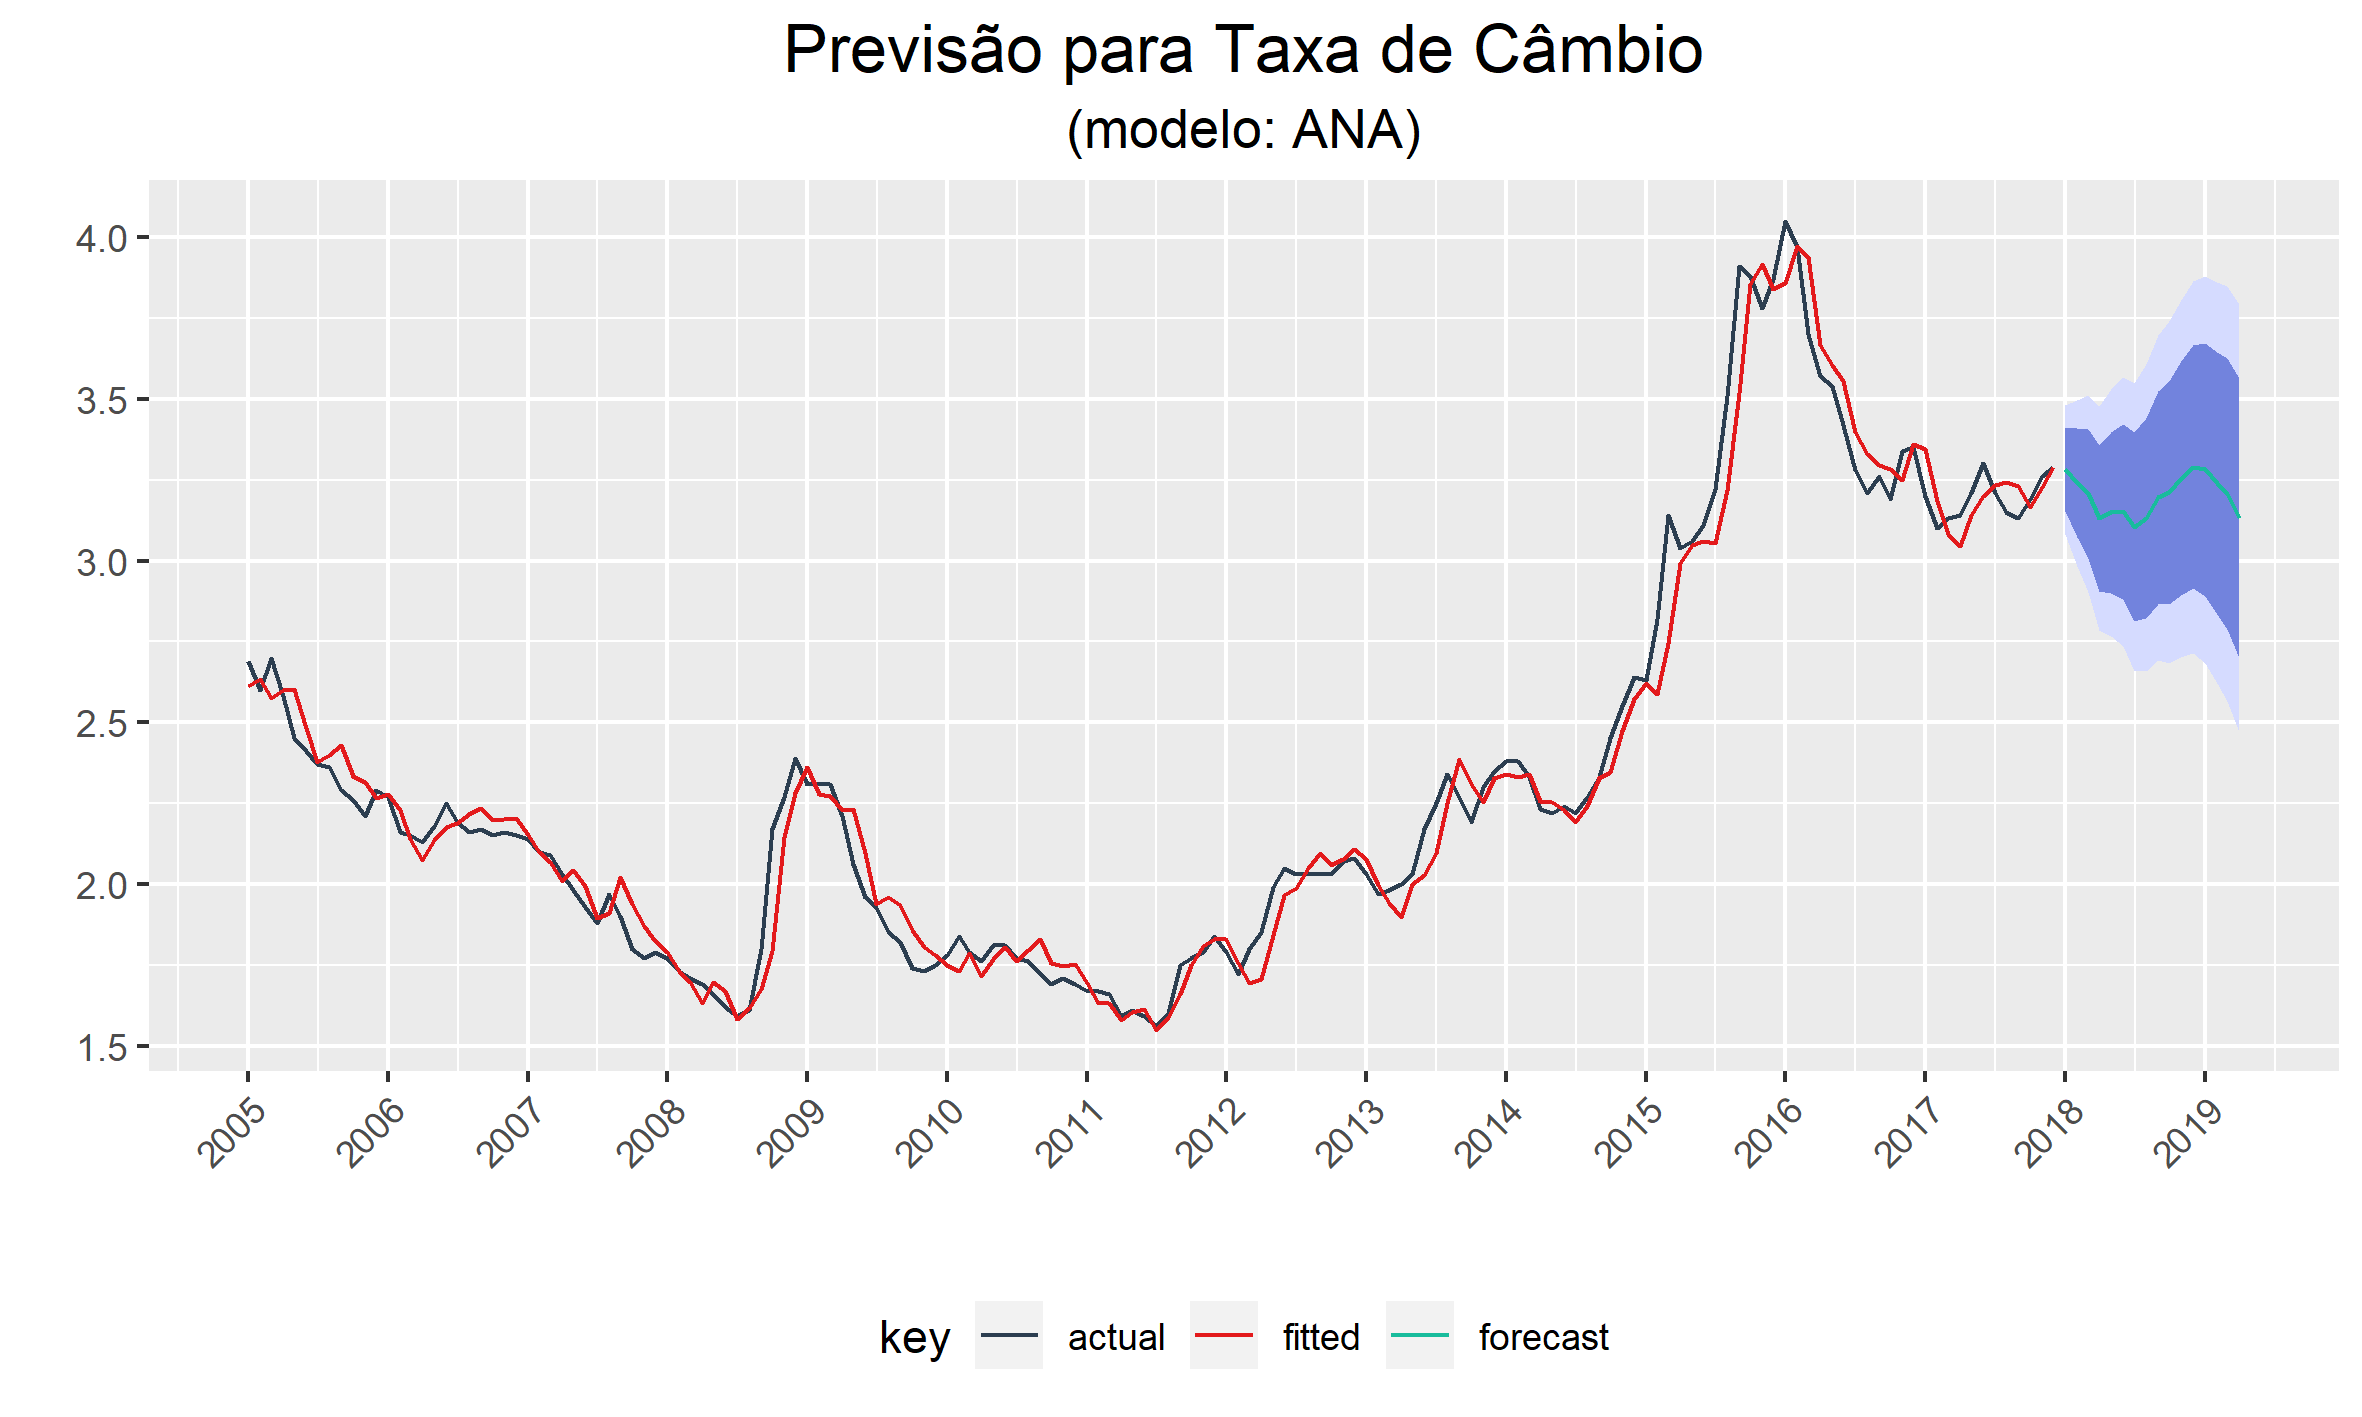 Previsão para Taxa de Câmbio
(modelo: ANA)
4.0
3.5
3.0
2.5
2.0
1.5
2005 2006 2007 2008 2009 2010 2011 2012 2013 2014 2015 2016 2017 2018 2019
key actual fitted forecast